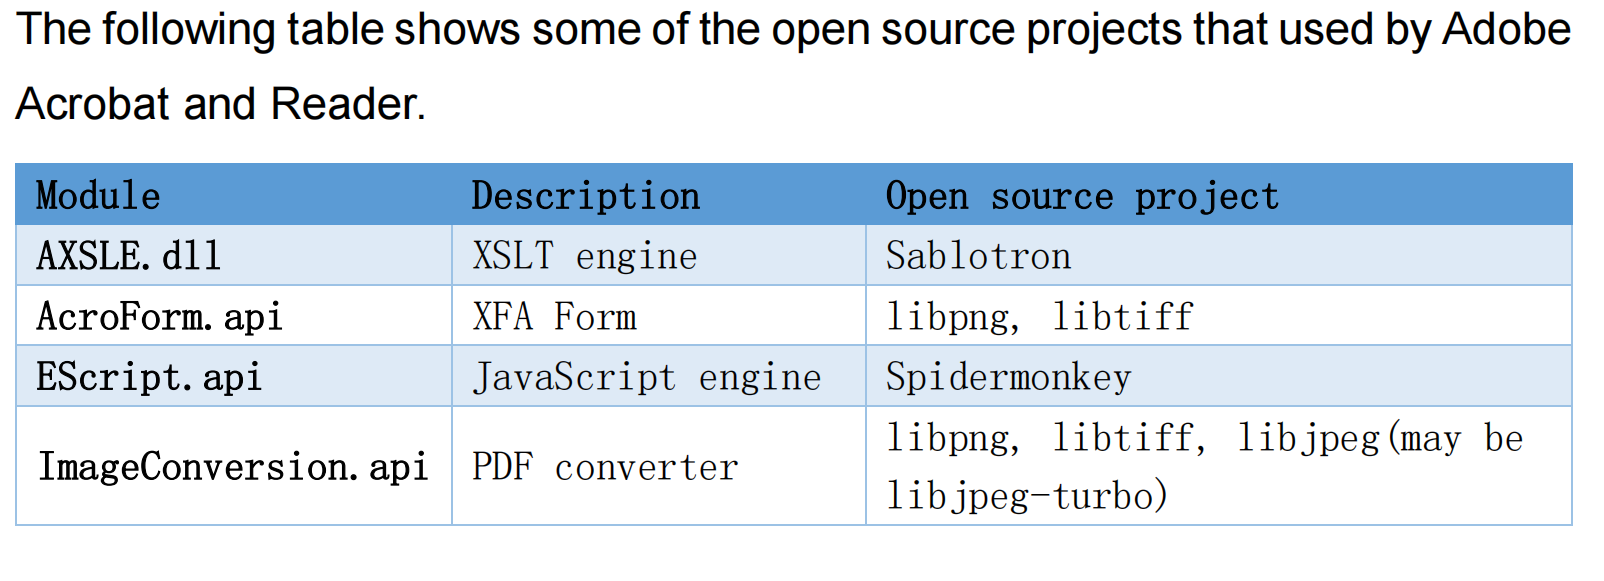 The following table shows some of the open source projects that used by Adobe
Acrobat and Reader.
Module Description Open source project
AXSLE.dll XSLT engine Sablotron
AcroForm.api XFA Form libpng, libtiff
EScript.api JavaScript engine Spidermonkey
ImageConversion.api PDF converter libpng, libtiff, libjpeg(may be
libjpeg-turbo)